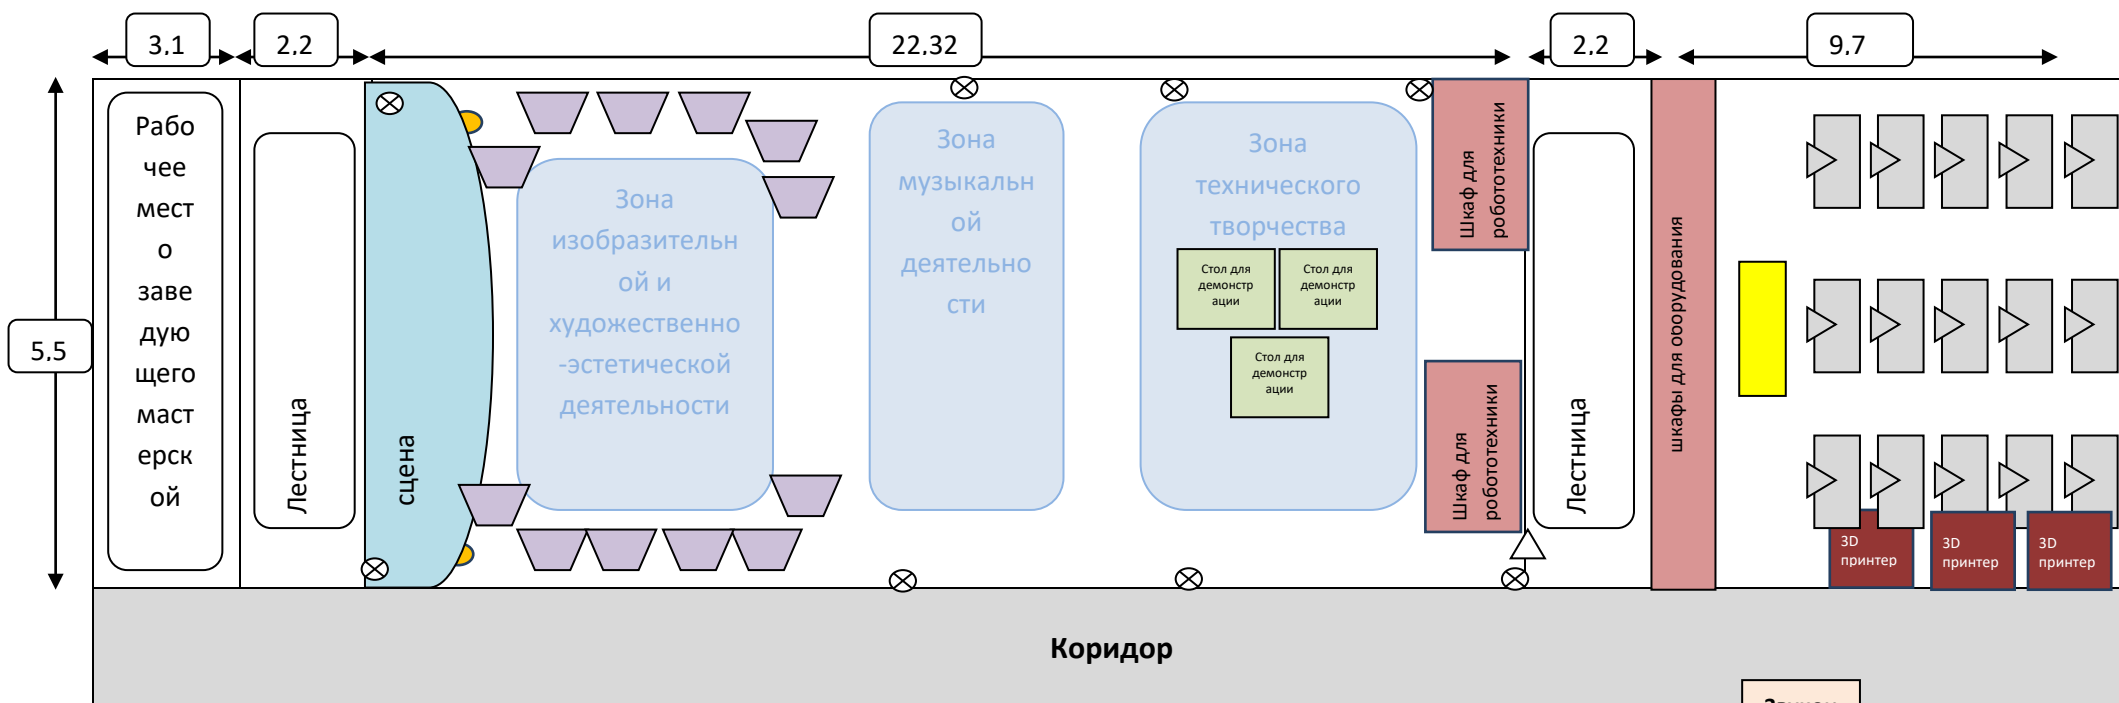 3,1
2,2
22,32
2,2
9,7
5,5
Рабо
чее
мест
о
заве
дую
щего
маст
ерск
ой
Лестница
сцена
Зона
изобразительн
ой и
художественно
-эстетической
деятельности
Зона
музыкальн
ой
деятельно
сти
Зона
технического
творчества
Стол для
демонстр
ации
Стол для
демонстр
ации
Стол для
демонстр
ации
Шкаф для
робототехники
Шкаф для
робототехники
Лестница
шкафы для оборудования
3D
принтер
3D
принтер
3D
принтер
Коридор